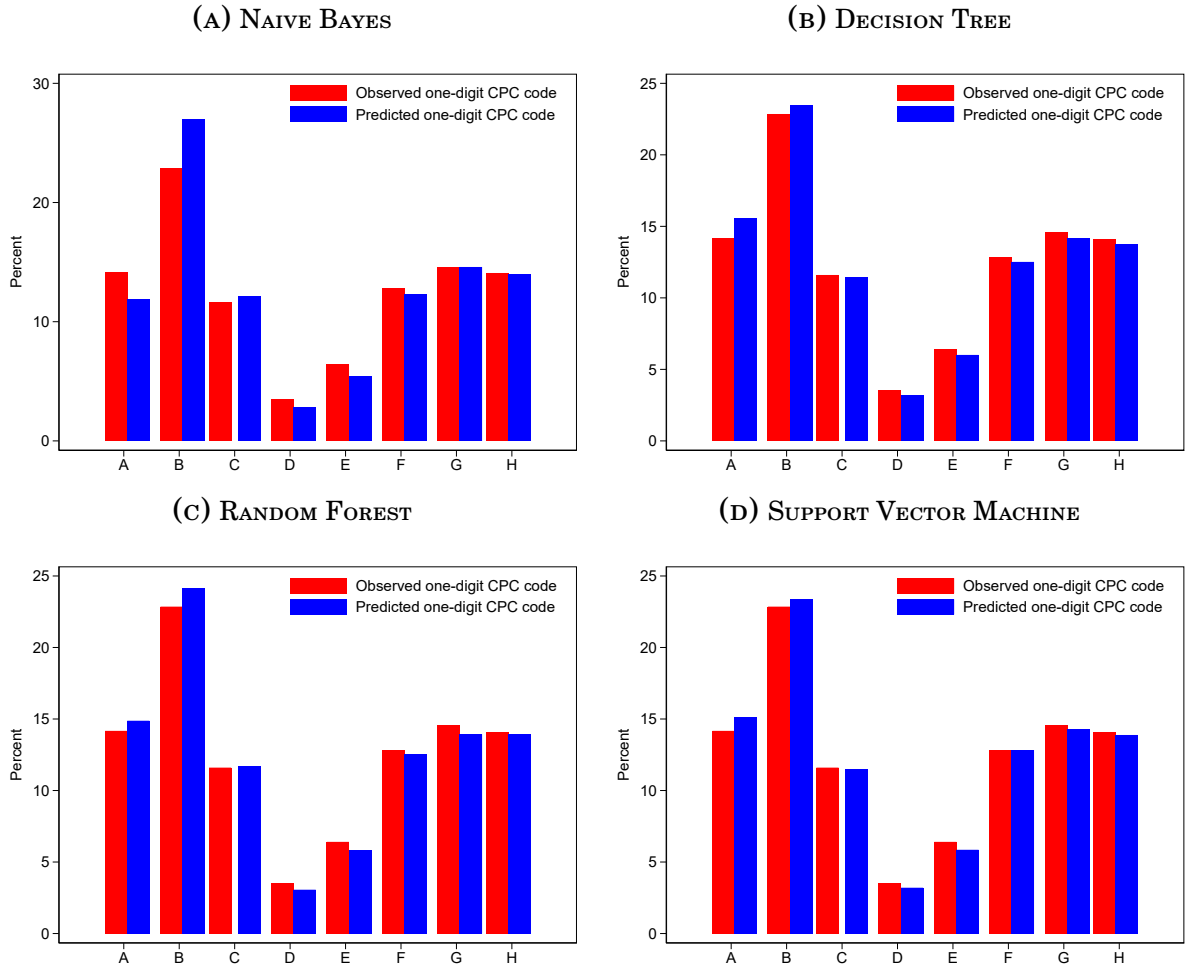 (A) Naive Bayes
30
20
10
0
Percent
Observed one-digit CPC code
Predicted one-digit CPC code
A B C D E F G H
(B) Decision Tree
25
20
15
10
5
0
Percent
Observed one-digit CPC code
Predicted one-digit CPC code
A B C D E F G H
(C) Random Forest
25
20
15
10
5
0
Percent
Observed one-digit CPC code
Predicted one-digit CPC code
A B C D E F G H
(D) Support Vector Machine
25
20
15
10
5
0
Percent
Observed one-digit CPC code
Predicted one-digit CPC code
A B C D E F G H